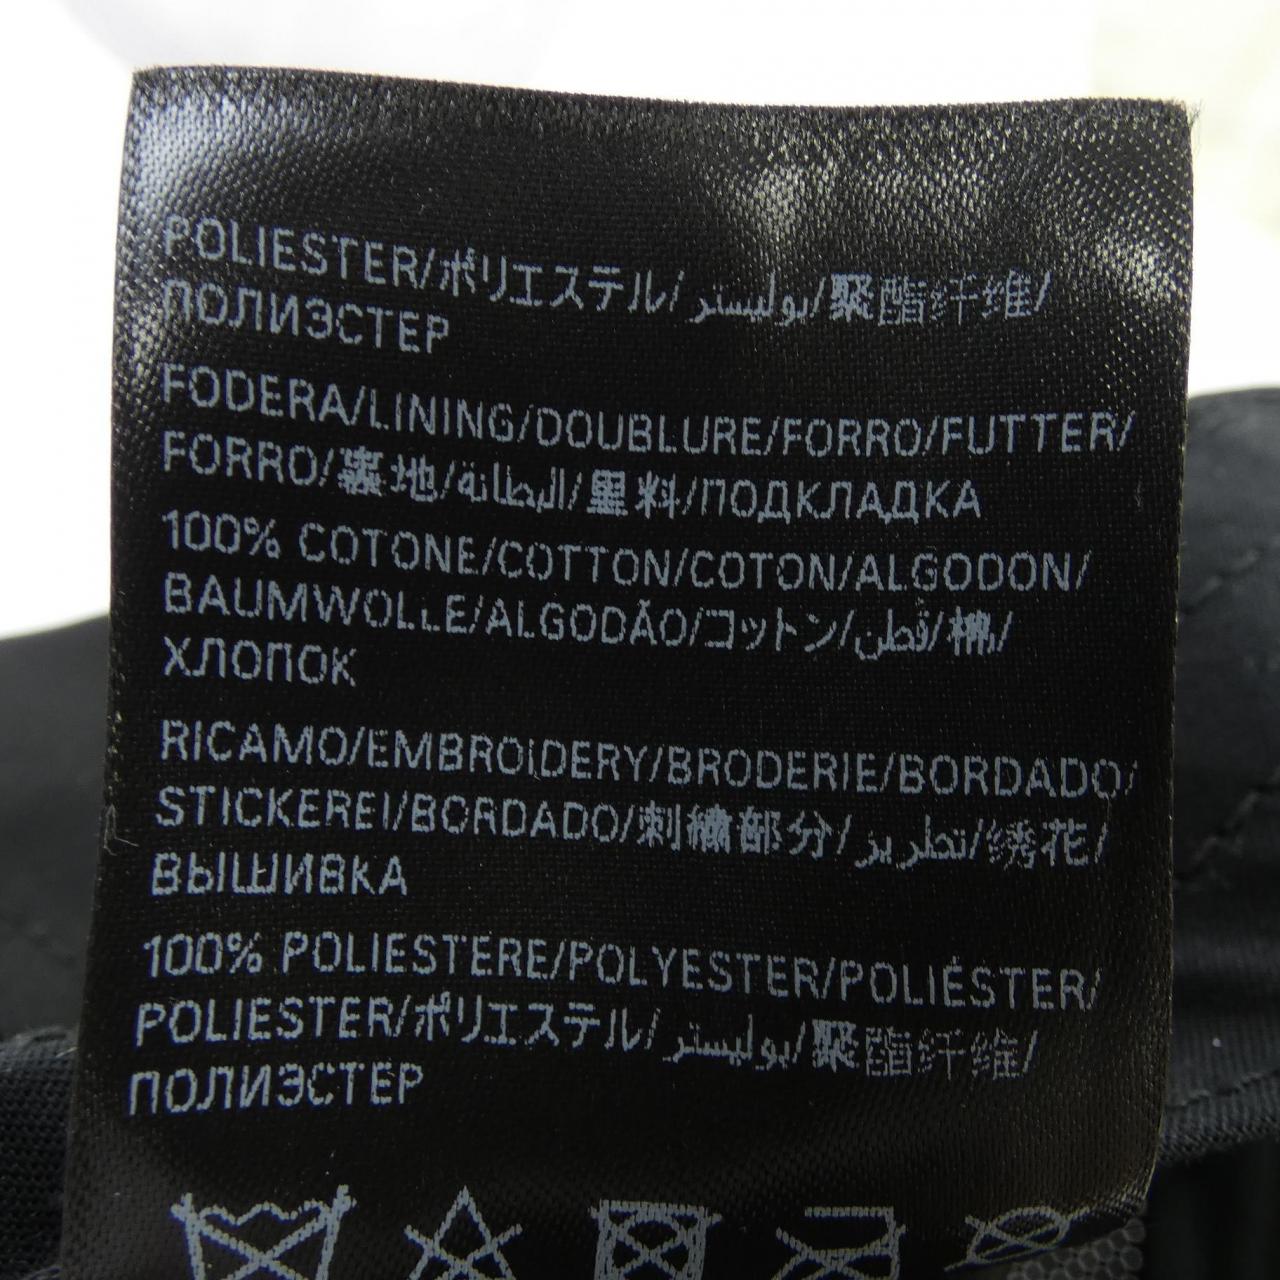 POLIESTER/ポリエステル/بوليستر/聚酯纤维/
ПОЛИЭСТЕР
FODERA/LINING/DOUBLURE/FORRO/FUTTER/
FORRO/裏地/البطانة/里料/ПОДКЛАДКА
100% COTONE/COTTON/COTON/ALGODON/
BAUMWOLLE/ALGODÃO/コットン/قطن/棉/
ХЛОПОК
RICAMO/EMBROIDERY/BRODERIE/BORDADO/
STICKEREI/BORDADO/刺繍部分/تطريز/绣花/
ВЫШИВКА
100% POLIESTERE/POLYESTER/POLIÉSTER/
POLIESTER/ポリエステル/بوليستر/聚酯纤维/
ПОЛИЭСТЕР